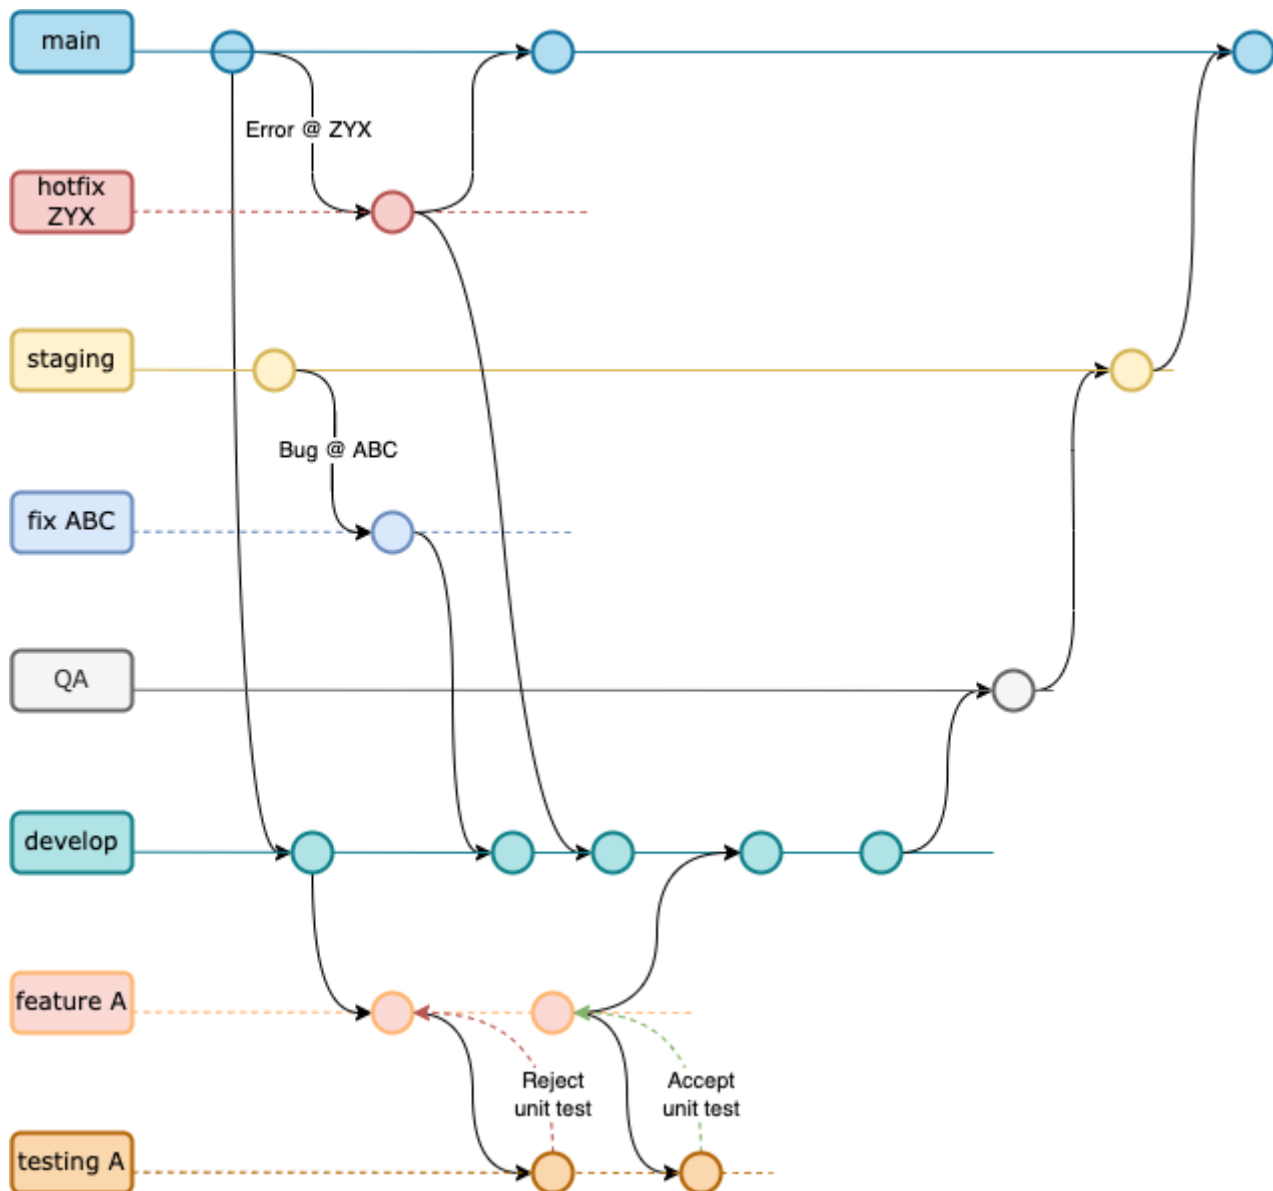 main
Error @ ZYX
hotfix
ZYX
staging
Bug @ ABC
fix ABC
QA
develop
feature A
Reject
unit test
Accept
unit test
testing A